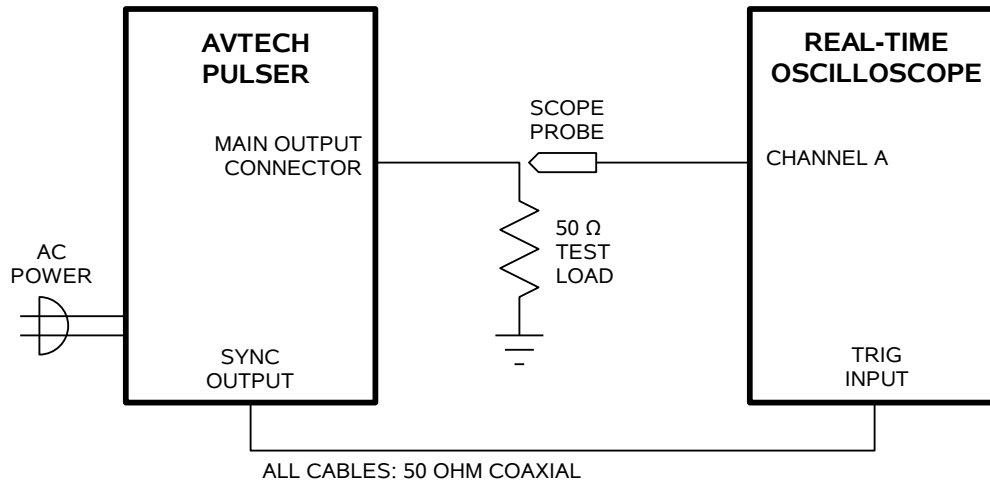 AVTECH
PULSER
REAL-TIME
OSCILLOSCOPE
SCOPE
PROBE
MAIN OUTPUT
CONNECTOR
CHANNEL A
50 Ω
TEST
LOAD
AC
POWER
SYNC
OUTPUT
TRIG
INPUT
ALL CABLES: 50 OHM COAXIAL